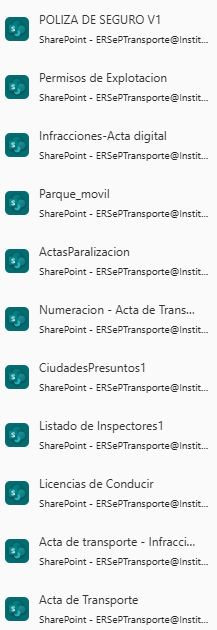 POLIZA DE SEGURO V1
SharePoint - ERSePTransporte@Instit...
Permisos de Explotacion
SharePoint - ERSePTransporte@Instit...
Infracciones-Acta digital
SharePoint - ERSePTransporte@Instit...
Parque_movil
SharePoint - ERSePTransporte@Instit...
ActasParalizacion
SharePoint - ERSePTransporte@Instit...
Numeracion - Acta de Trans...
SharePoint - ERSePTransporte@Instit...
CiudadesPresuntos1
SharePoint - ERSePTransporte@Instit...
Listado de Inspectores1
SharePoint - ERSePTransporte@Instit...
Licencias de Conducir
SharePoint - ERSePTransporte@Instit...
Acta de transporte - Infracci...
SharePoint - ERSePTransporte@Instit...
Acta de Transporte
SharePoint - ERSePTransporte@Instit...